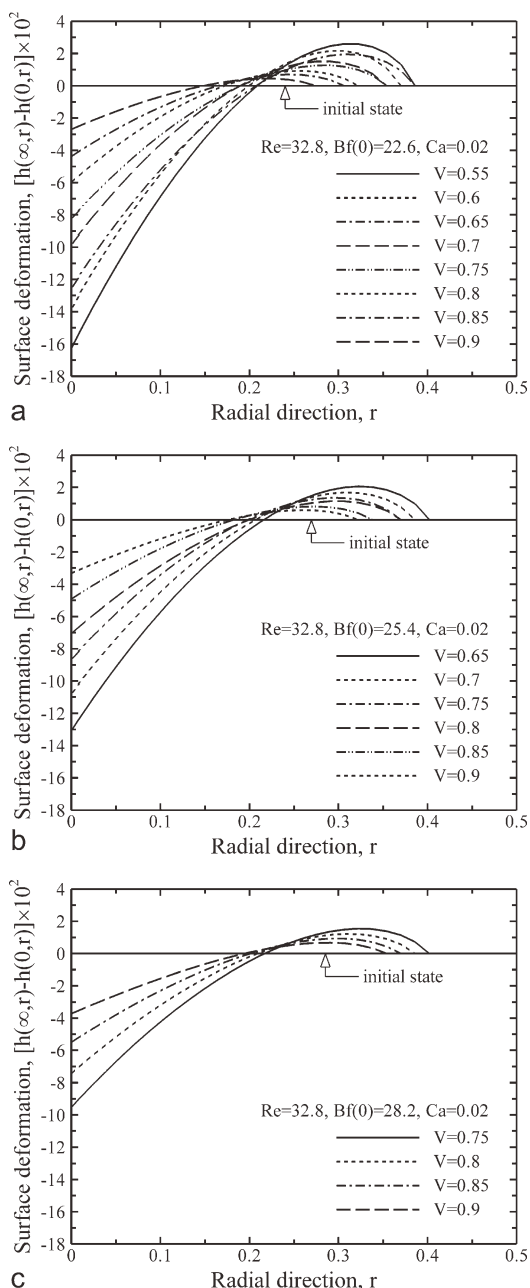 Surface deformation, [h(∞,r)-h(0,r)]×10²
4
2
0
-2
-4
-6
-8
-10
-12
-14
-16
-18
initial state
Re=32.8, Bf(0)=22.6, Ca=0.02
V=0.55
V=0.6
V=0.65
V=0.7
V=0.75
V=0.8
V=0.85
V=0.9
0 0.1 0.2 0.3 0.4 0.5
a
Radial direction, r
Surface deformation, [h(∞,r)-h(0,r)]×10²
4
2
0
-2
-4
-6
-8
-10
-12
-14
-16
-18
initial state
Re=32.8, Bf(0)=25.4, Ca=0.02
V=0.65
V=0.7
V=0.75
V=0.8
V=0.85
V=0.9
0 0.1 0.2 0.3 0.4 0.5
b
Radial direction, r
Surface deformation, [h(∞,r)-h(0,r)]×10²
4
2
0
-2
-4
-6
-8
-10
-12
-14
-16
-18
initial state
Re=32.8, Bf(0)=28.2, Ca=0.02
V=0.75
V=0.8
V=0.85
V=0.9
0 0.1 0.2 0.3 0.4 0.5
c
Radial direction, r